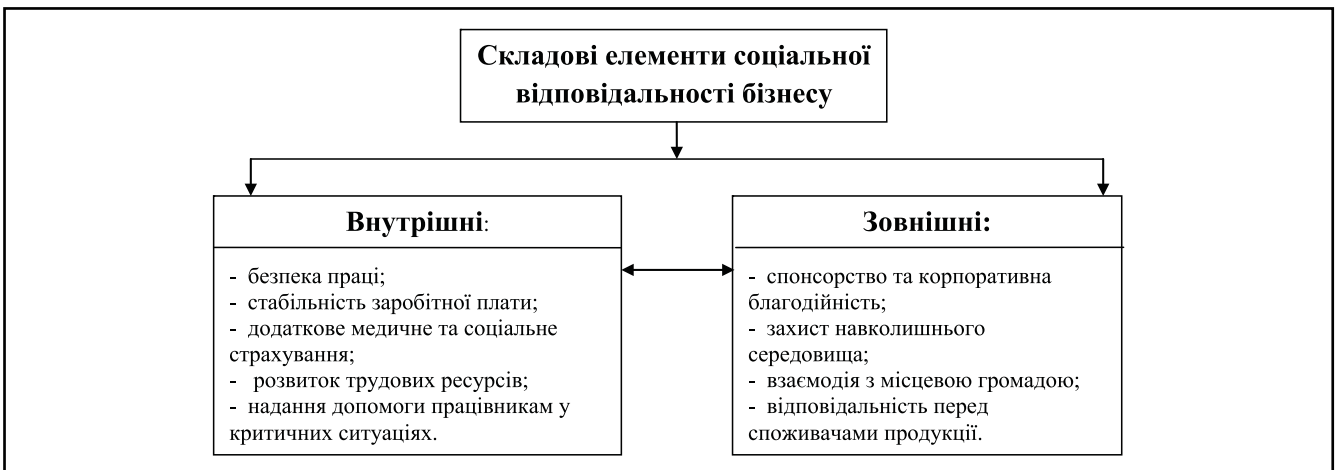 Складові елементи соціальної
відповідальності бізнесу
Внутрішні:
- безпека праці;
- стабільність заробітної плати;
- додаткове медичне та соціальне
страхування;
- розвиток трудових ресурсів;
- надання допомоги працівникам у
критичних ситуаціях.
Зовнішні:
- спонсорство та корпоративна
благодійність;
- захист навколишнього
середовища;
- взаємодія з місцевою громадою;
- відповідальність перед
споживачами продукції.